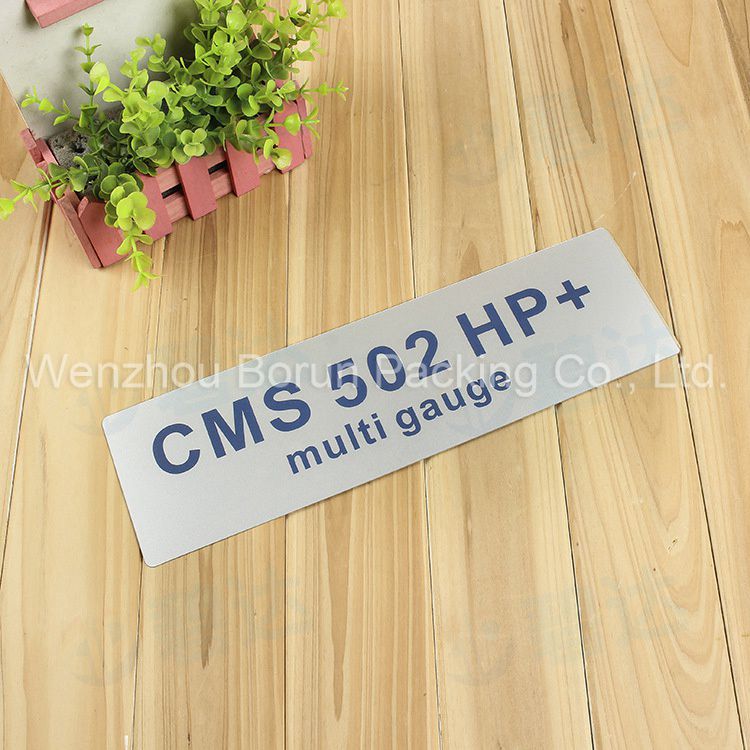 CMS 502 HP+
multi gauge
Wenzhou Borun Packing Co., Ltd.